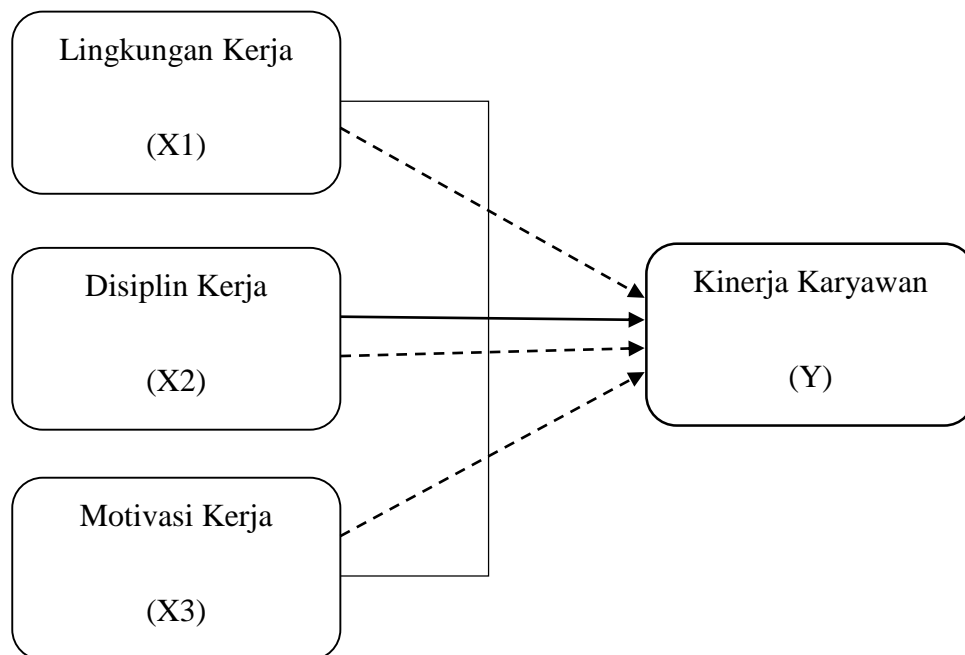 Lingkungan Kerja
(X1)
Disiplin Kerja
(X2)
Motivasi Kerja
(X3)
Kinerja Karyawan
(Y)